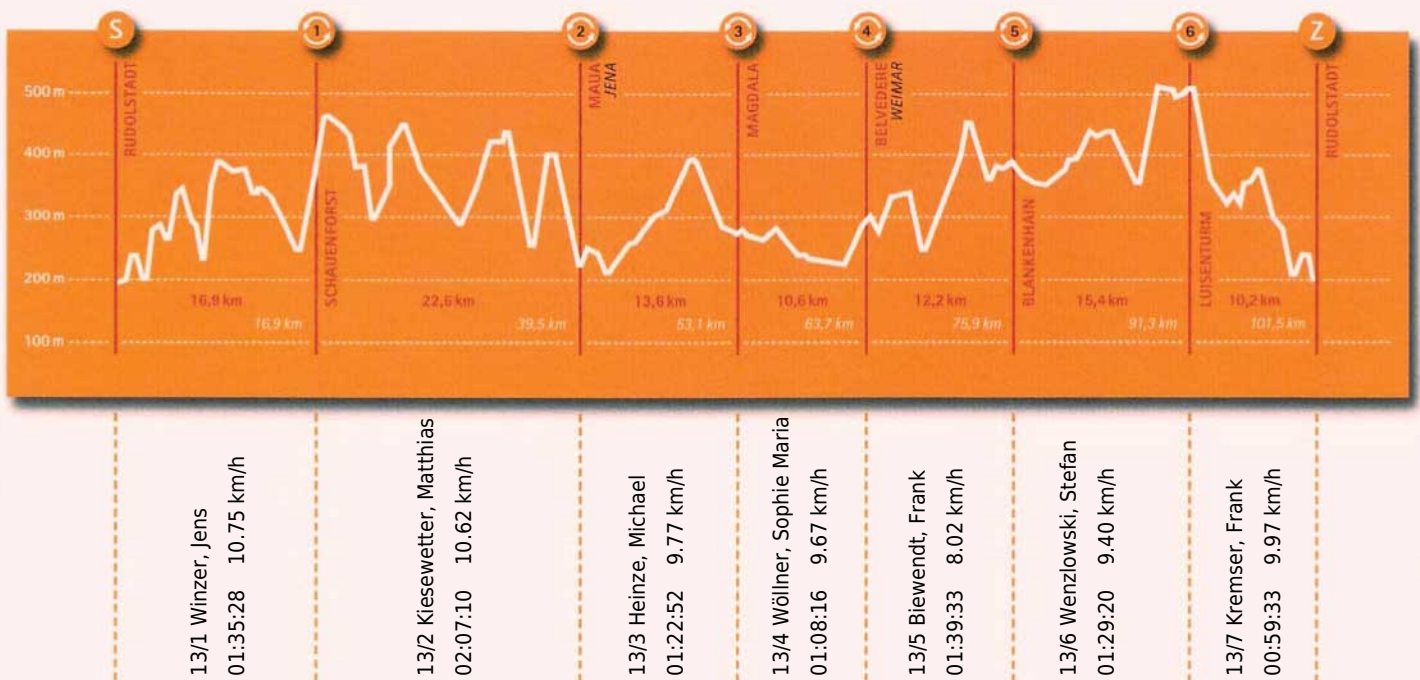 S
1
2
3
4
5
6
Z
500 m
400 m
300 m
200 m
100 m
RUDOLSTADT
SCHAUENFORST
MAUA
JENA
MAGDALA
BELVEDERE
WEIMAR
BLANKENHAIN
LUISENTURM
RUDOLSTADT
16,9 km
22,6 km
13,6 km
10,6 km
12,2 km
15,4 km
10,2 km
16,9 km
39,5 km
53,1 km
63,7 km
75,9 km
91,3 km
101,5 km
13/1 Winzer, Jens
01:35:28 10.75 km/h
13/2 Kiesewetter, Matthias
02:07:10 10.62 km/h
13/3 Heinze, Michael
01:22:52 9.77 km/h
13/4 Wöllner, Sophie Maria
01:08:16 9.67 km/h
13/5 Biewendt, Frank
01:39:33 8.02 km/h
13/6 Wenzlowski, Stefan
01:29:20 9.40 km/h
13/7 Kremser, Frank
00:59:33 9.97 km/h